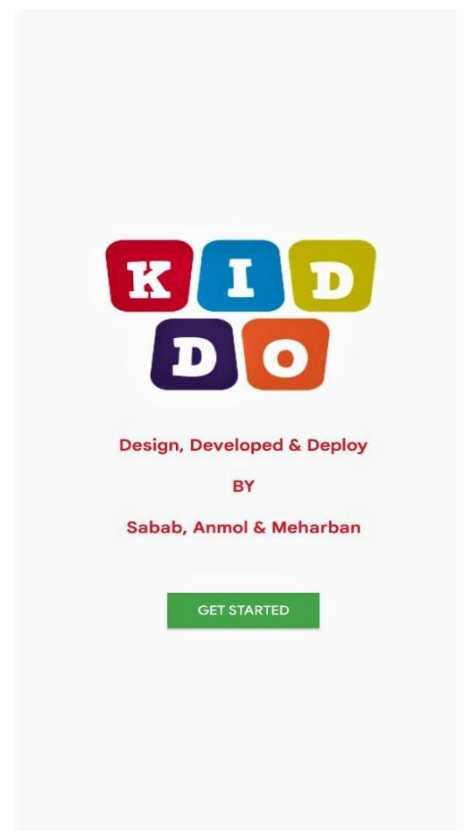 KID
DO
Design, Developed & Deploy
BY
Sabab, Anmol & Meharban
GET STARTED